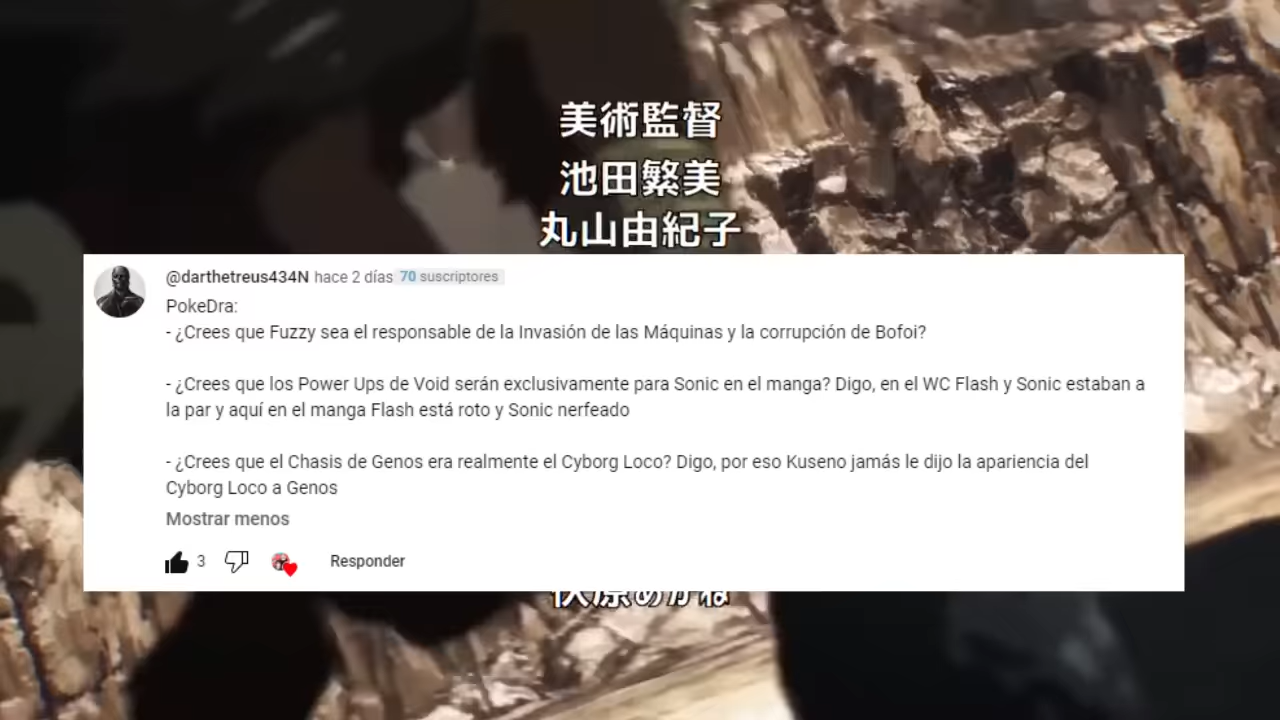 美術監督
池田繁美
丸山由紀子
@darthetreus434N hace 2 días 70 suscriptores
PokeDra:
- ¿Crees que Fuzzy sea el responsable de la Invasión de las Máquinas y la corrupción de Bofoi?
- ¿Crees que los Power Ups de Void serán exclusivamente para Sonic en el manga? Digo, en el WC Flash y Sonic estaban a
la par y aquí en el manga Flash está roto y Sonic nerfeado
- ¿Crees que el Chasis de Genos era realmente el Cyborg Loco? Digo, por eso Kuseno jamás le dijo la apariencia del
Cyborg Loco a Genos
Mostrar menos
3
Responder